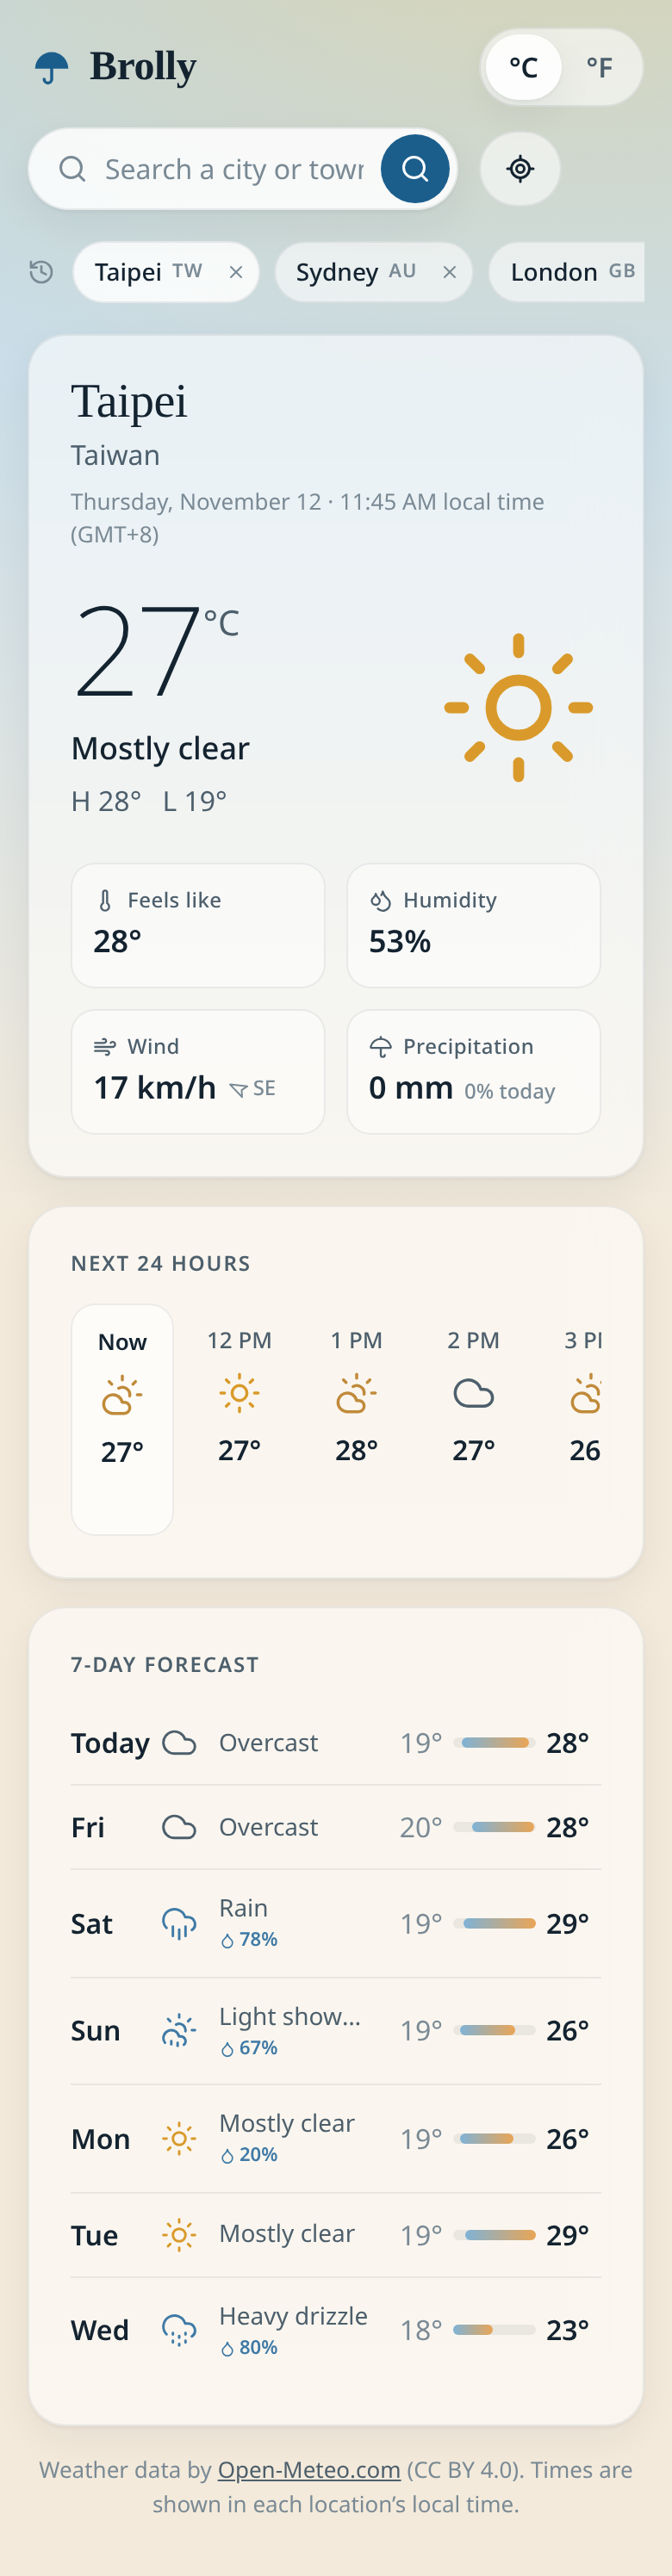 Brolly
°C °F
Search a city or town
Taipei TW × Sydney AU × London GB
Taipei
Taiwan
Thursday, November 12 · 11:45 AM local time
(GMT+8)
27°C
Mostly clear
H 28° L 19°
Feels like Humidity
28° 53%
Wind Precipitation
17 km/h SE 0 mm 0% today
NEXT 24 HOURS
Now 12 PM 1 PM 2 PM 3 P
27° 27° 28° 27° 26
7-DAY FORECAST
Today Overcast 19° 28°
Fri Overcast 20° 28°
Sat Rain 19° 29°
78%
Sun Light show... 19° 26°
67%
Mon Mostly clear 19° 26°
20%
Tue Mostly clear 19° 29°
Wed Heavy drizzle 18° 23°
80%
Weather data by Open-Meteo.com (CC BY 4.0). Times are
shown in each location’s local time.